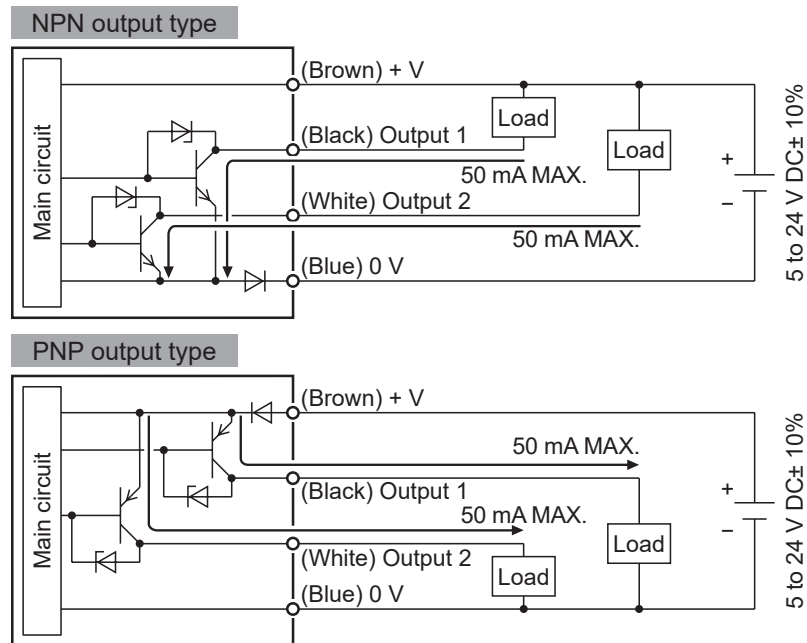 NPN output type
Main circuit
(Brown) + V
Load
(Black) Output 1
Load
50 mA MAX.
(White) Output 2
50 mA MAX.
(Blue) 0 V
+
−
5 to 24 V DC± 10%
PNP output type
Main circuit
(Brown) + V
50 mA MAX.
(Black) Output 1
50 mA MAX.
(White) Output 2
Load
Load
(Blue) 0 V
+
−
5 to 24 V DC± 10%